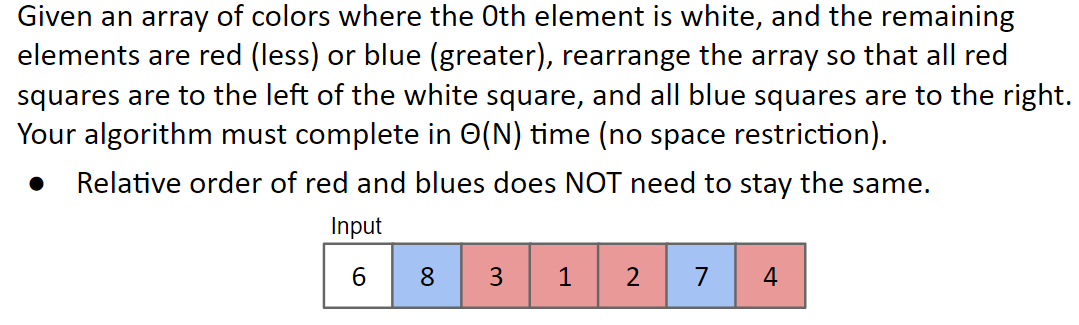 Given an array of colors where the 0th element is white, and the remaining
elements are red (less) or blue (greater), rearrange the array so that all red
squares are to the left of the white square, and all blue squares are to the right.
Your algorithm must complete in Θ(N) time (no space restriction).
● Relative order of red and blues does NOT need to stay the same.
Input
6 8 3 1 2 7 4